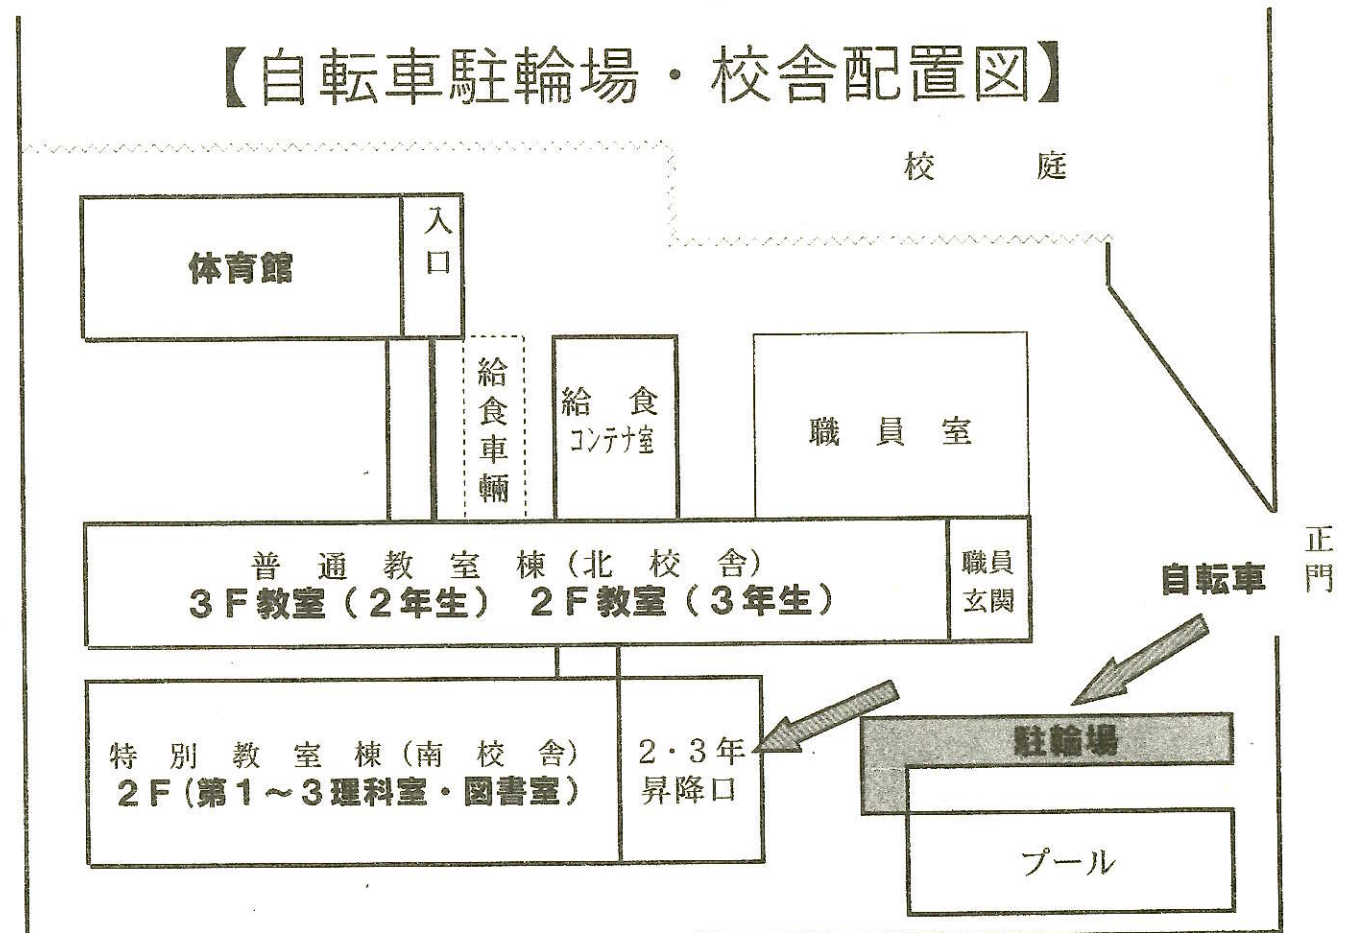 【自転車駐輪場・校舎配置図】
校庭
入口
体育館
給食車輛
給食
コンテナ室
職員室
普通教室棟(北校舎)
3F教室(2年生) 2F教室(3年生)
職員
玄関
正門
自転車
特別教室棟(南校舎)
2F(第1～3理科室・図書室)
2・3年
昇降口
駐輪場
プール